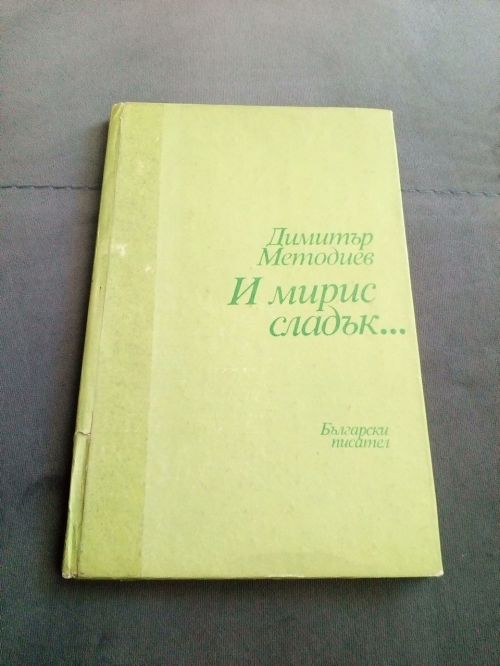 Димитър
Методиев
И мирис
сладък...
Български
писател